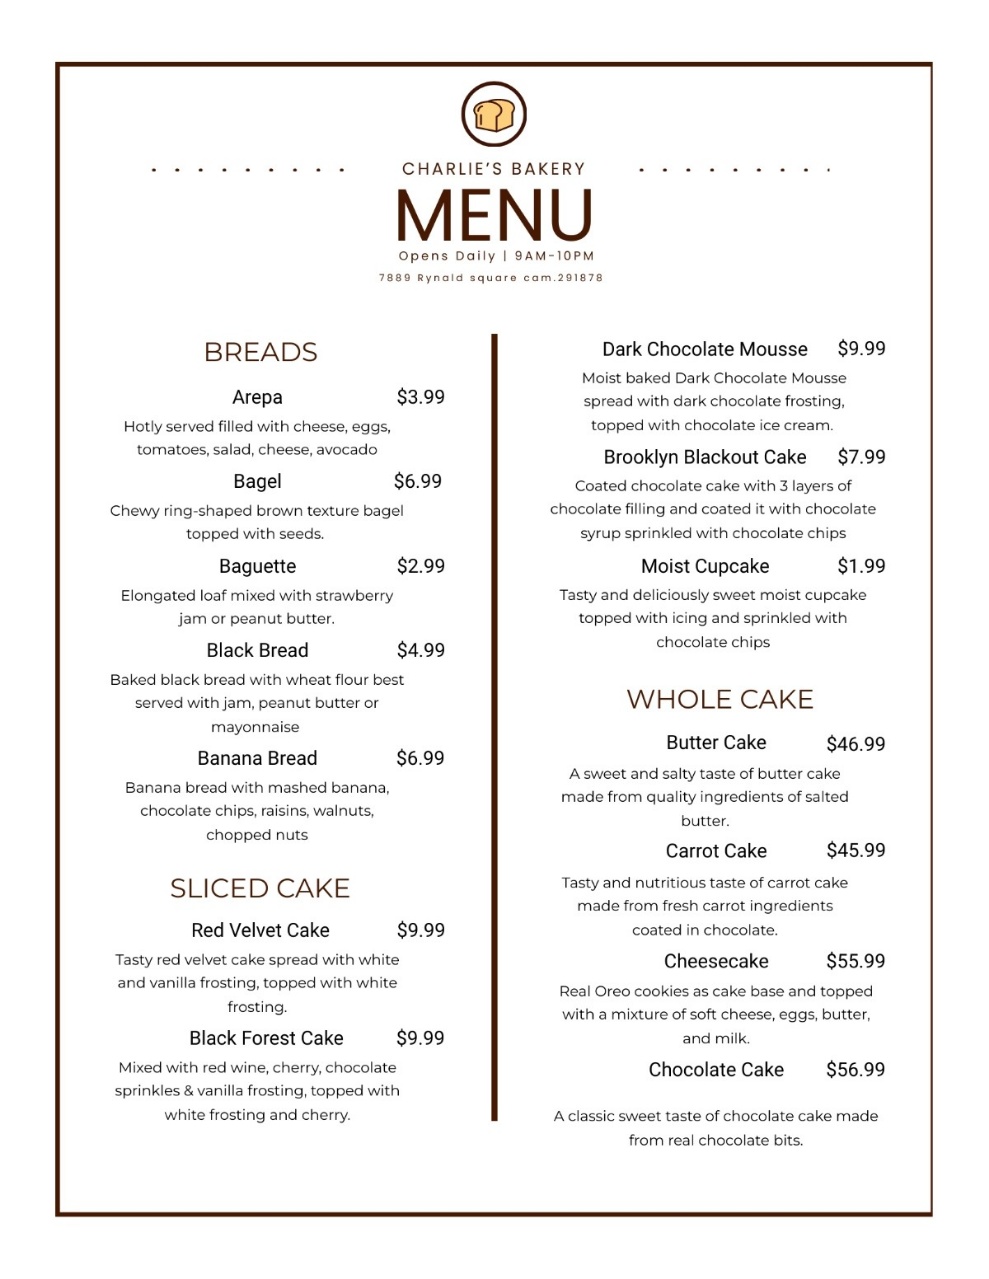 CHARLIE'S BAKERY
MENU
Opens Daily | 9AM-10PM
7889 Rynald square cam.291878
BREADS
Arepa $3.99
Hotly served filled with cheese, eggs,
tomatoes, salad, cheese, avocado
Bagel $6.99
Chewy ring-shaped brown texture bagel
topped with seeds.
Baguette $2.99
Elongated loaf mixed with strawberry
jam or peanut butter.
Black Bread $4.99
Baked black bread with wheat flour best
served with jam, peanut butter or
mayonnaise
Banana Bread $6.99
Banana bread with mashed banana,
chocolate chips, raisins, walnuts,
chopped nuts
SLICED CAKE
Red Velvet Cake $9.99
Tasty red velvet cake spread with white
and vanilla frosting, topped with white
frosting.
Black Forest Cake $9.99
Mixed with red wine, cherry, chocolate
sprinkles & vanilla frosting, topped with
white frosting and cherry.
Dark Chocolate Mousse $9.99
Moist baked Dark Chocolate Mousse
spread with dark chocolate frosting,
topped with chocolate ice cream.
Brooklyn Blackout Cake $7.99
Coated chocolate cake with 3 layers of
chocolate filling and coated it with chocolate
syrup sprinkled with chocolate chips
Moist Cupcake $1.99
Tasty and deliciously sweet moist cupcake
topped with icing and sprinkled with
chocolate chips
WHOLE CAKE
Butter Cake $46.99
A sweet and salty taste of butter cake
made from quality ingredients of salted
butter.
Carrot Cake $45.99
Tasty and nutritious taste of carrot cake
made from fresh carrot ingredients
coated in chocolate.
Cheesecake $55.99
Real Oreo cookies as cake base and topped
with a mixture of soft cheese, eggs, butter,
and milk.
Chocolate Cake $56.99
A classic sweet taste of chocolate cake made
from real chocolate bits.